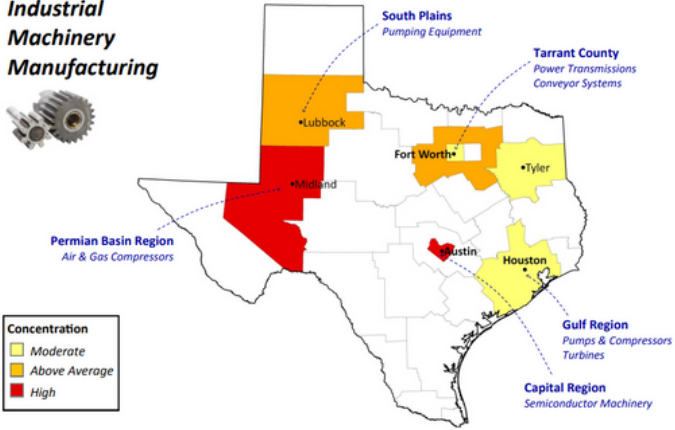 Industrial
Machinery
Manufacturing
South Plains
Pumping Equipment
Tarrant County
Power Transmissions
Conveyor Systems
Lubbock
Fort Worth
Tyler
Midland
Permian Basin Region
Air & Gas Compressors
Austin
Houston
Concentration
Moderate
Above Average
High
Gulf Region
Pumps & Compressors
Turbines
Capital Region
Semiconductor Machinery